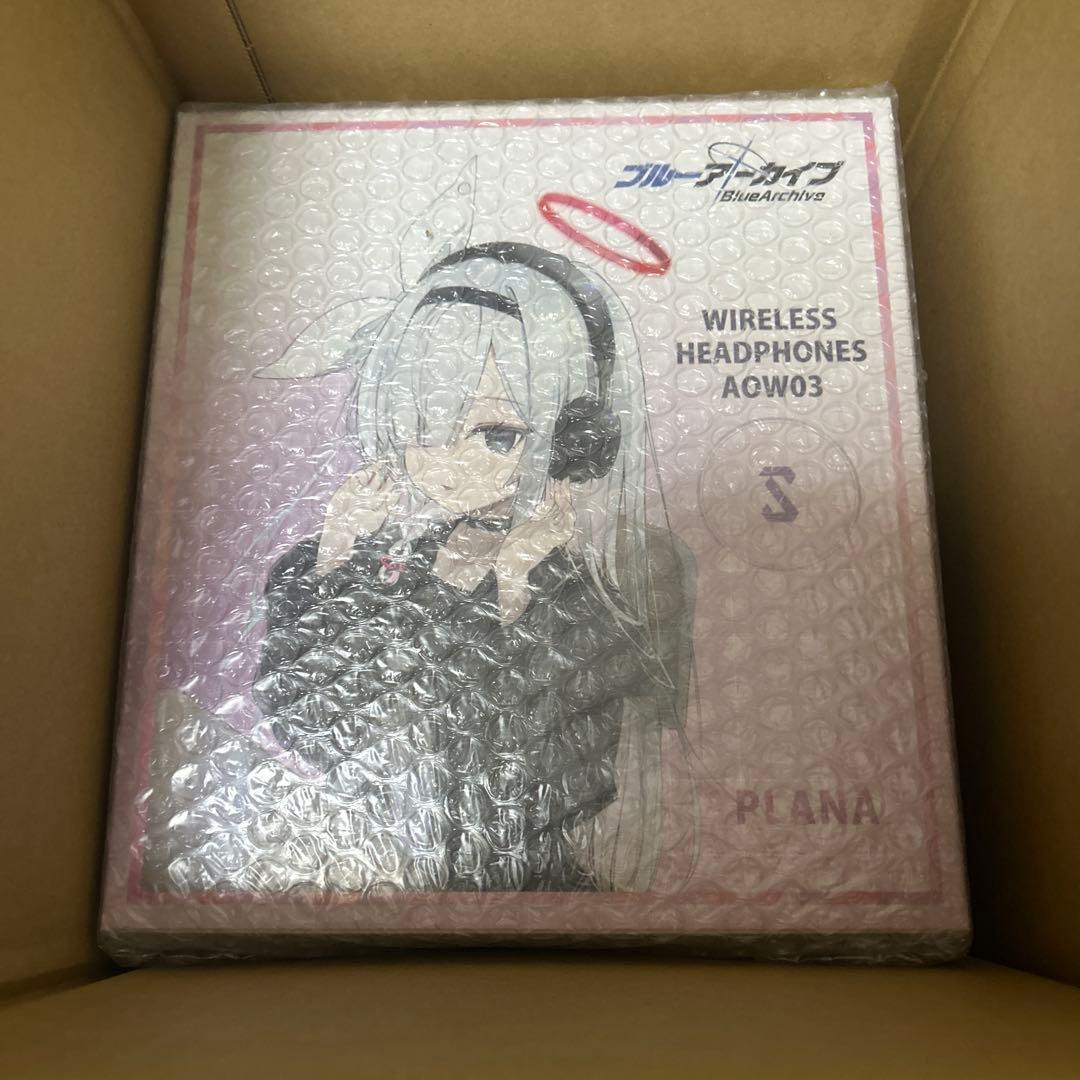 ブルーアーカイブ
BlueArchive
WIRELESS
HEADPHONES
AOW03
S
PLANA